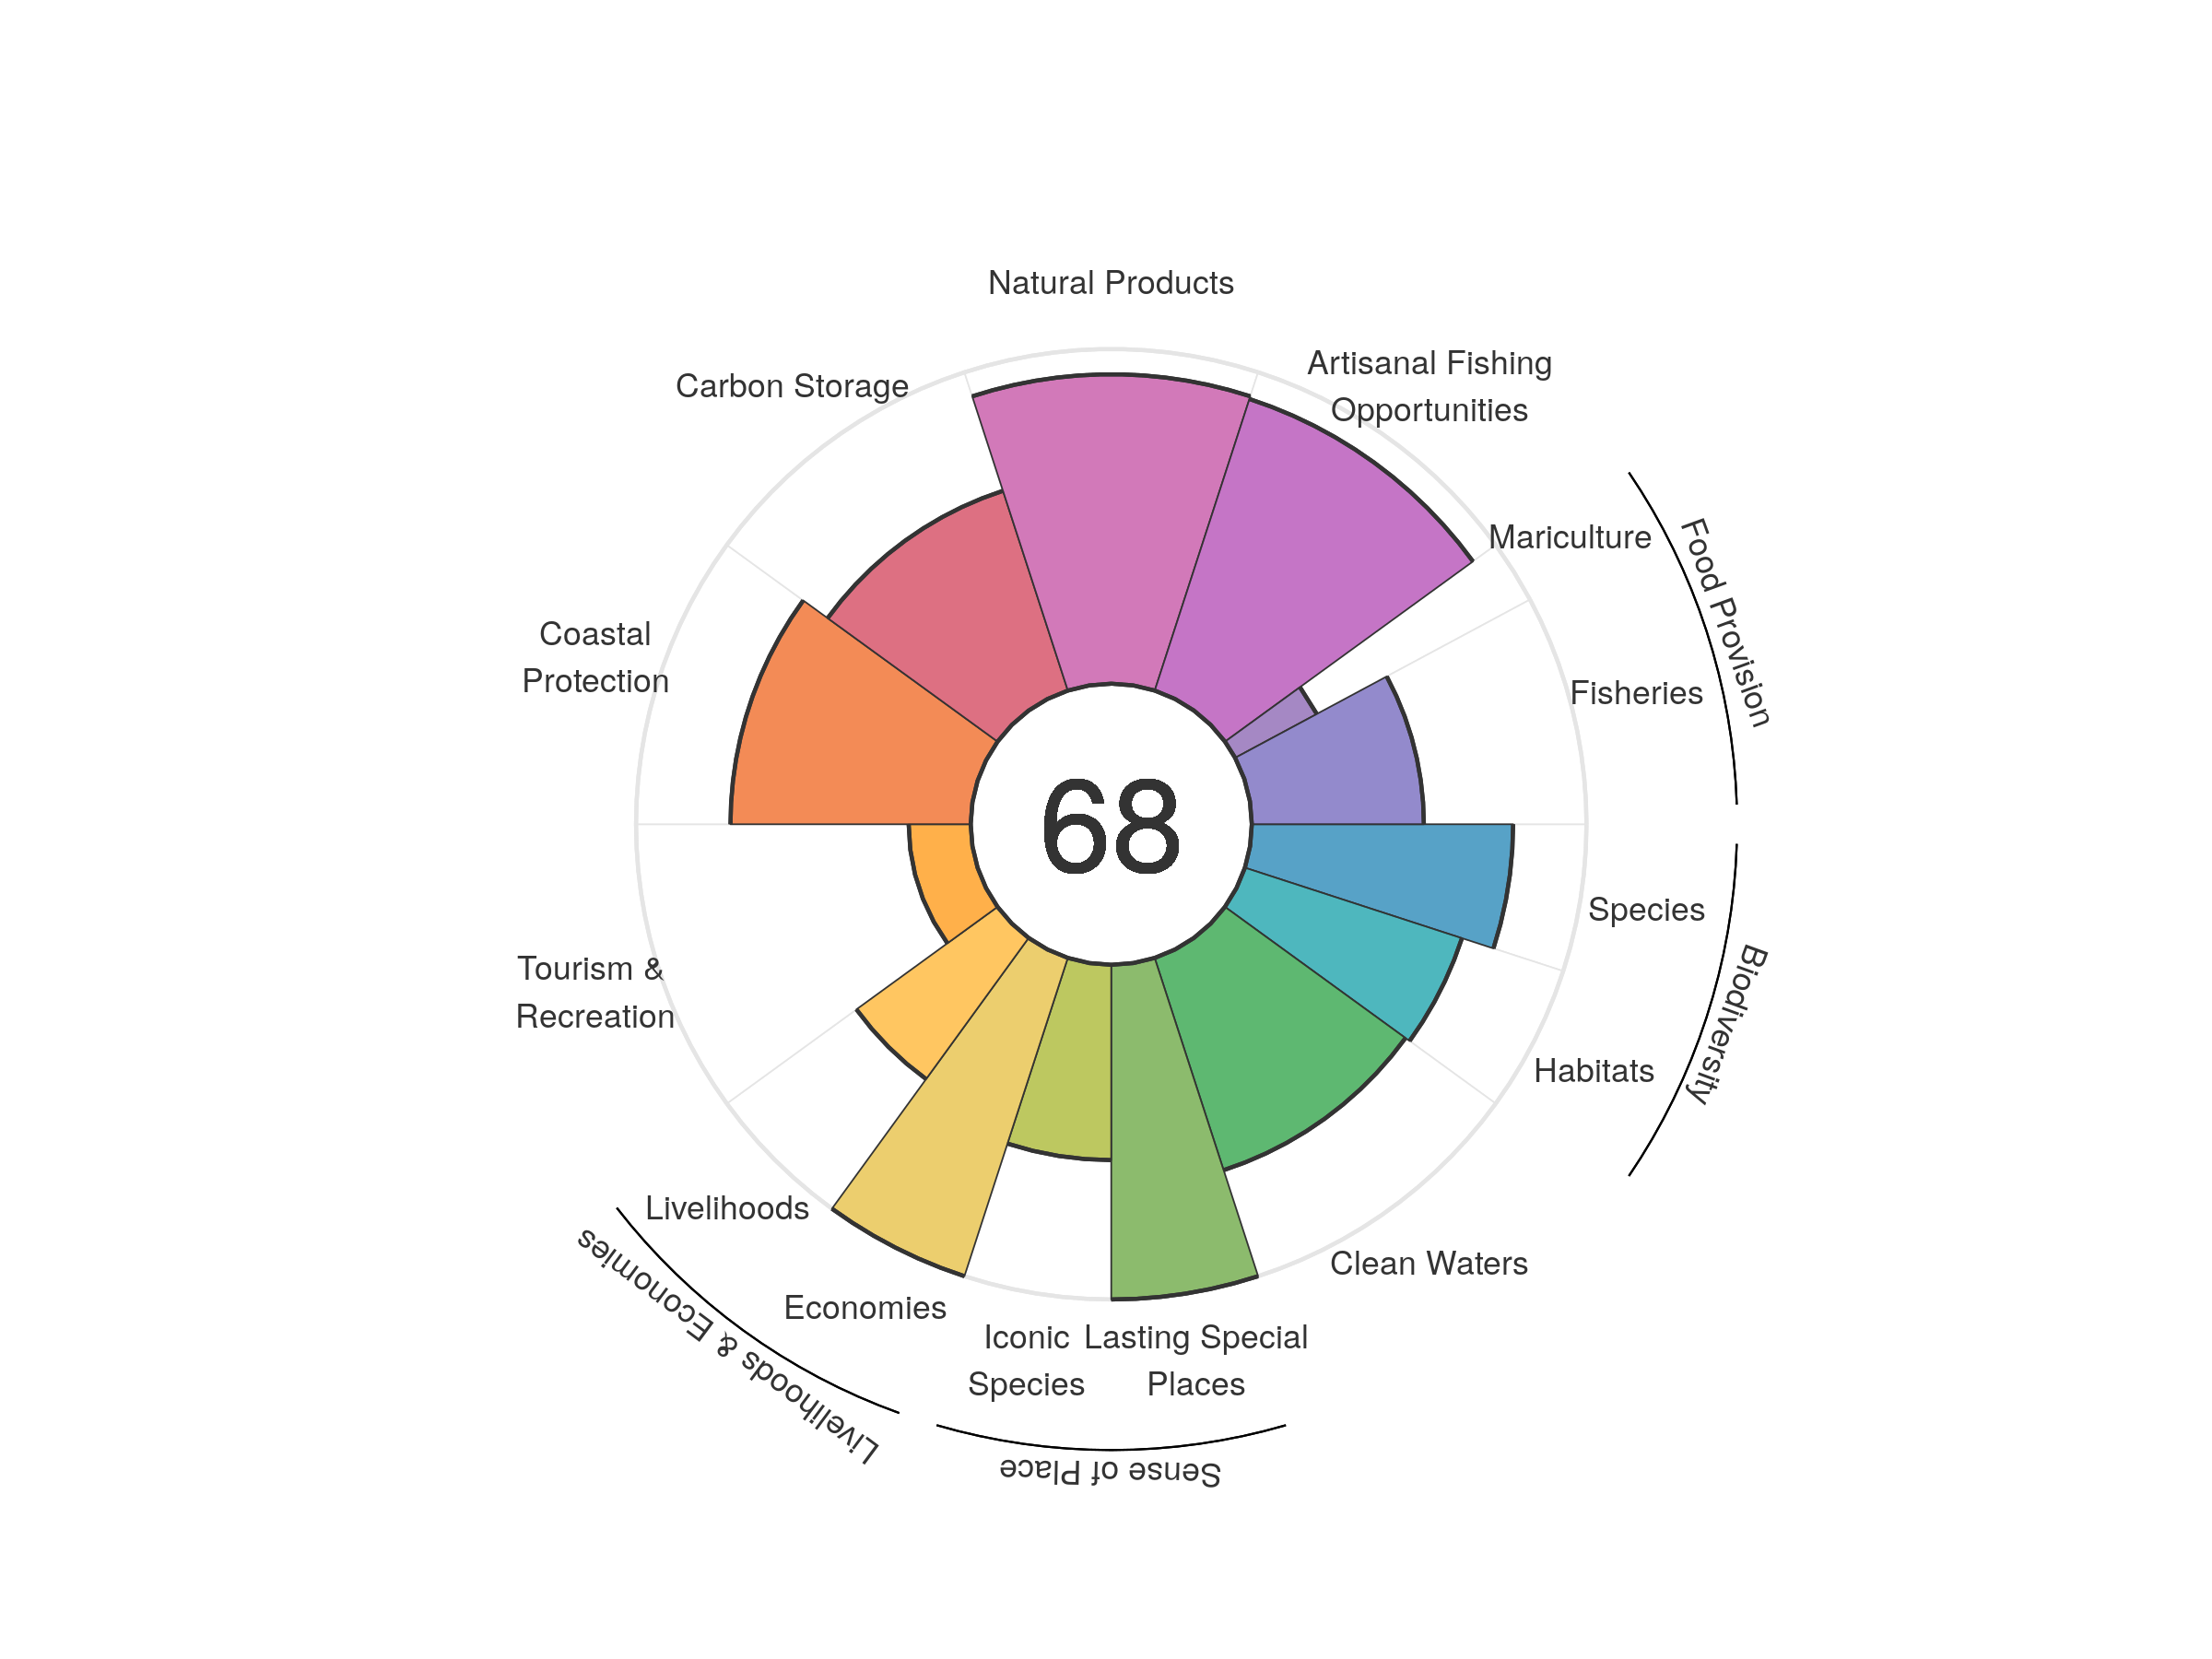 Natural Products
Artisanal Fishing
Opportunities
Carbon Storage
Mariculture
Food Provision
Coastal
Protection
Fisheries
68
Species
Biodiversity
Tourism &
Recreation
Habitats
Livelihoods
Clean Waters
Livelihoods & Economies
Economies
Iconic
Species
Lasting Special
Places
Sense of Place